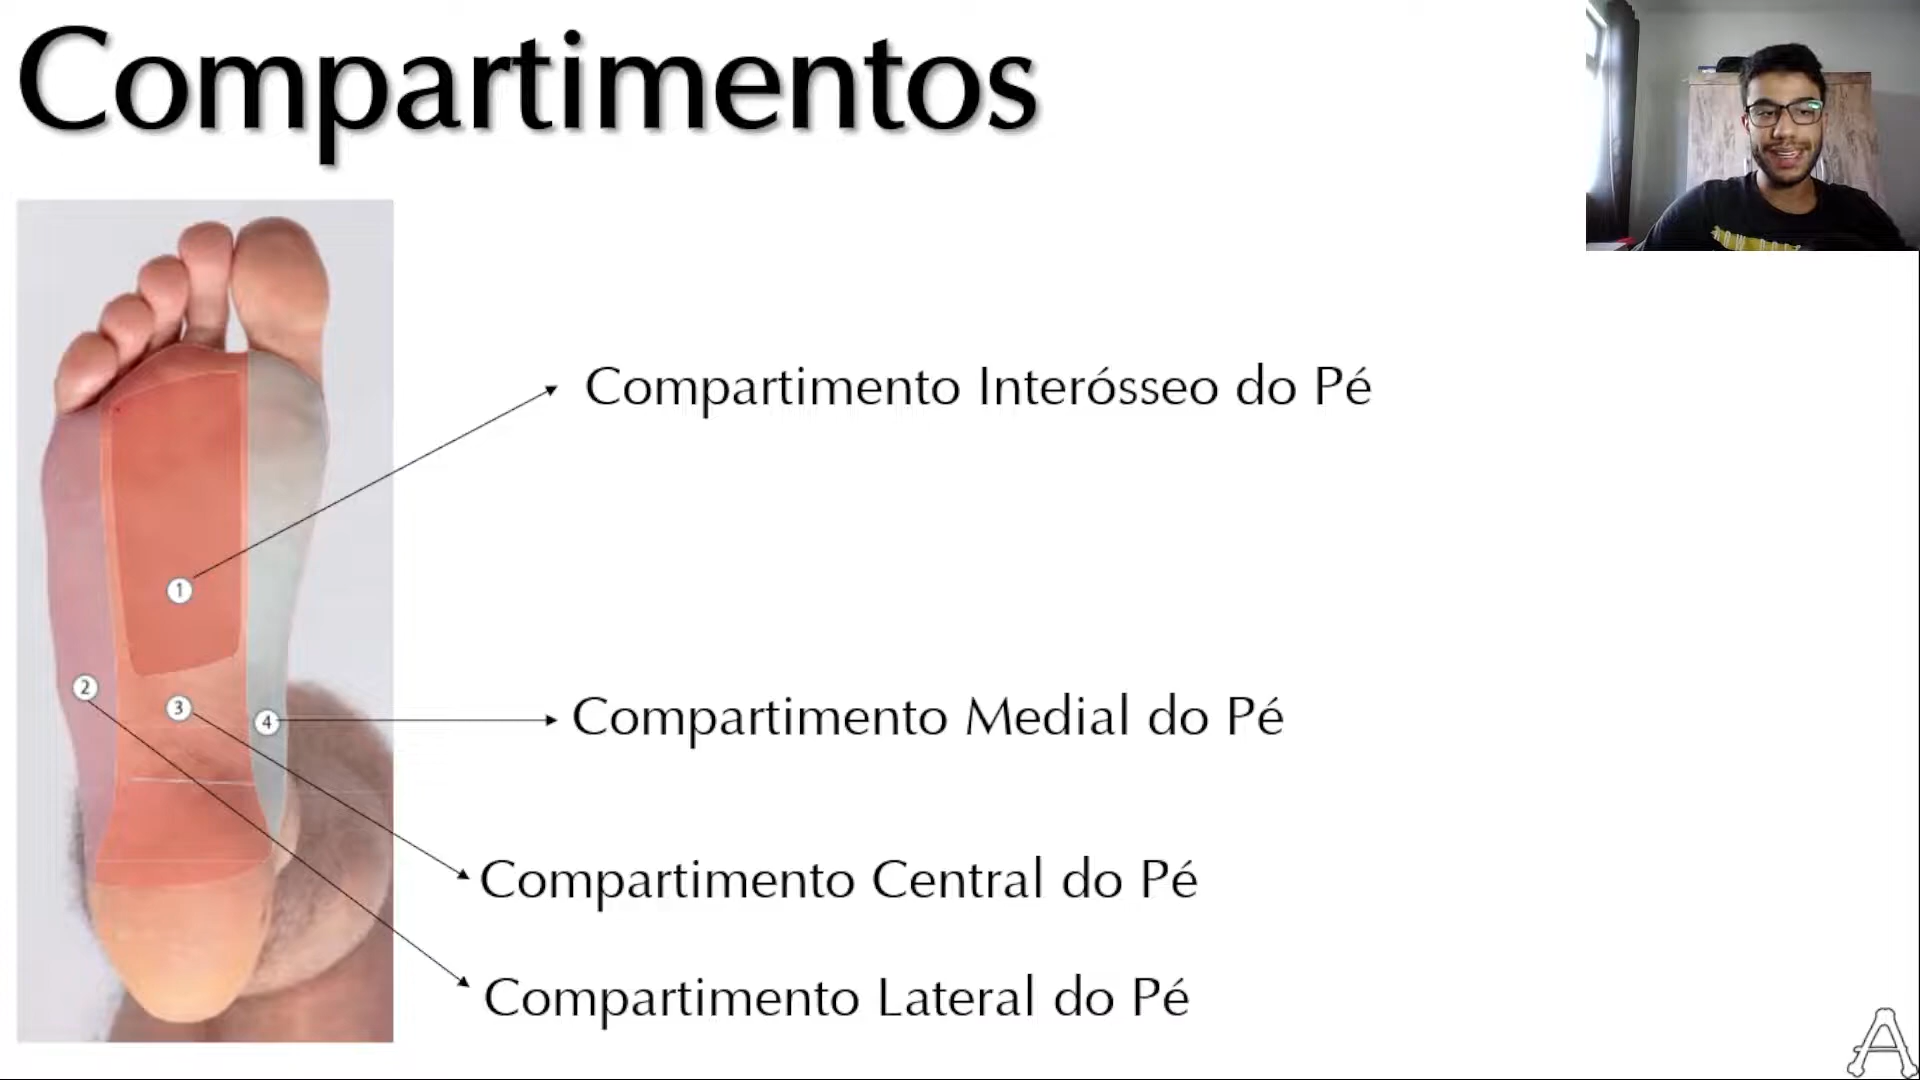 Compartimentos
Compartimento Interósseo do Pé
1
2
3
4
Compartimento Medial do Pé
Compartimento Central do Pé
Compartimento Lateral do Pé
A